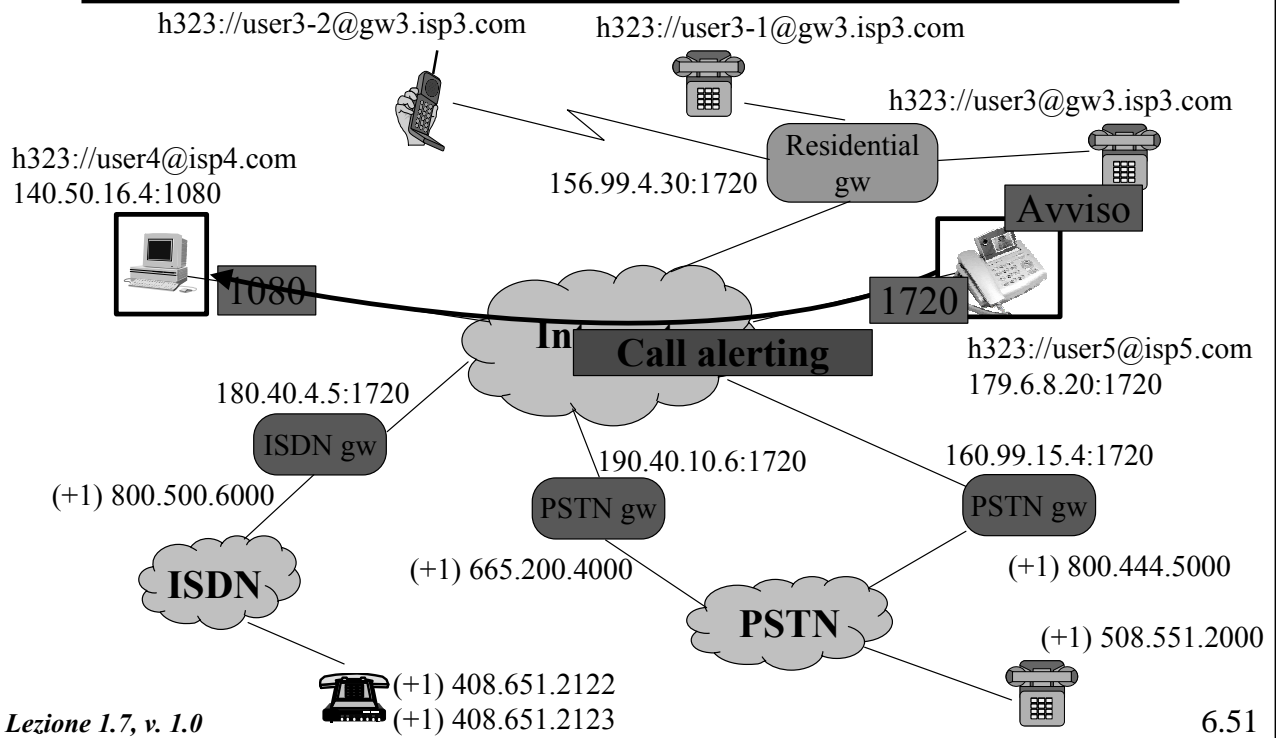 h323://user3-2@gw3.isp3.com
h323://user3-1@gw3.isp3.com
h323://user3@gw3.isp3.com
Residential
gw
h323://user4@isp4.com
140.50.16.4:1080
156.99.4.30:1720
Avviso
1080
1720
Call alerting
h323://user5@isp5.com
179.6.8.20:1720
180.40.4.5:1720
ISDN gw
190.40.10.6:1720
160.99.15.4:1720
(+1) 800.500.6000
PSTN gw
PSTN gw
ISDN
(+1) 665.200.4000
(+1) 800.444.5000
PSTN
(+1) 508.551.2000
(+1) 408.651.2122
(+1) 408.651.2123
Lezione 1.7, v. 1.0
6.51